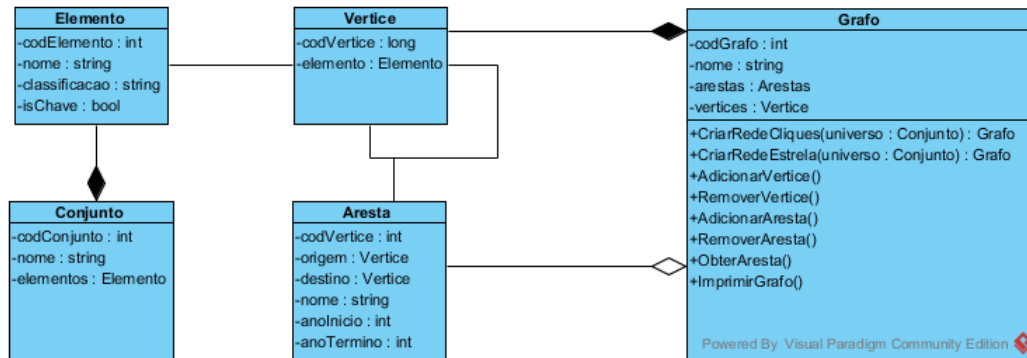 Elemento
-codElemento : int
-nome : string
-classificacao : string
-isChave : bool
Vertice
-codVertice : long
-elemento : Elemento
Grafo
-codGrafo : int
-nome : string
-arestas : Arestas
-vertices : Vertice
+CriarRedeCliques(universo : Conjunto) : Grafo
+CriarRedeEstrela(universo : Conjunto) : Grafo
+AdicionarVertice()
+RemoverVertice()
+AdicionarAresta()
+RemoverAresta()
+ObterAresta()
+ImprimirGrafo()
Conjunto
-codConjunto : int
-nome : string
-elementos : Elemento
Aresta
-codVertice : int
-origem : Vertice
-destino : Vertice
-nome : string
-anoInicio : int
-anoTermino : int
Powered By Visual Paradigm Community Edition